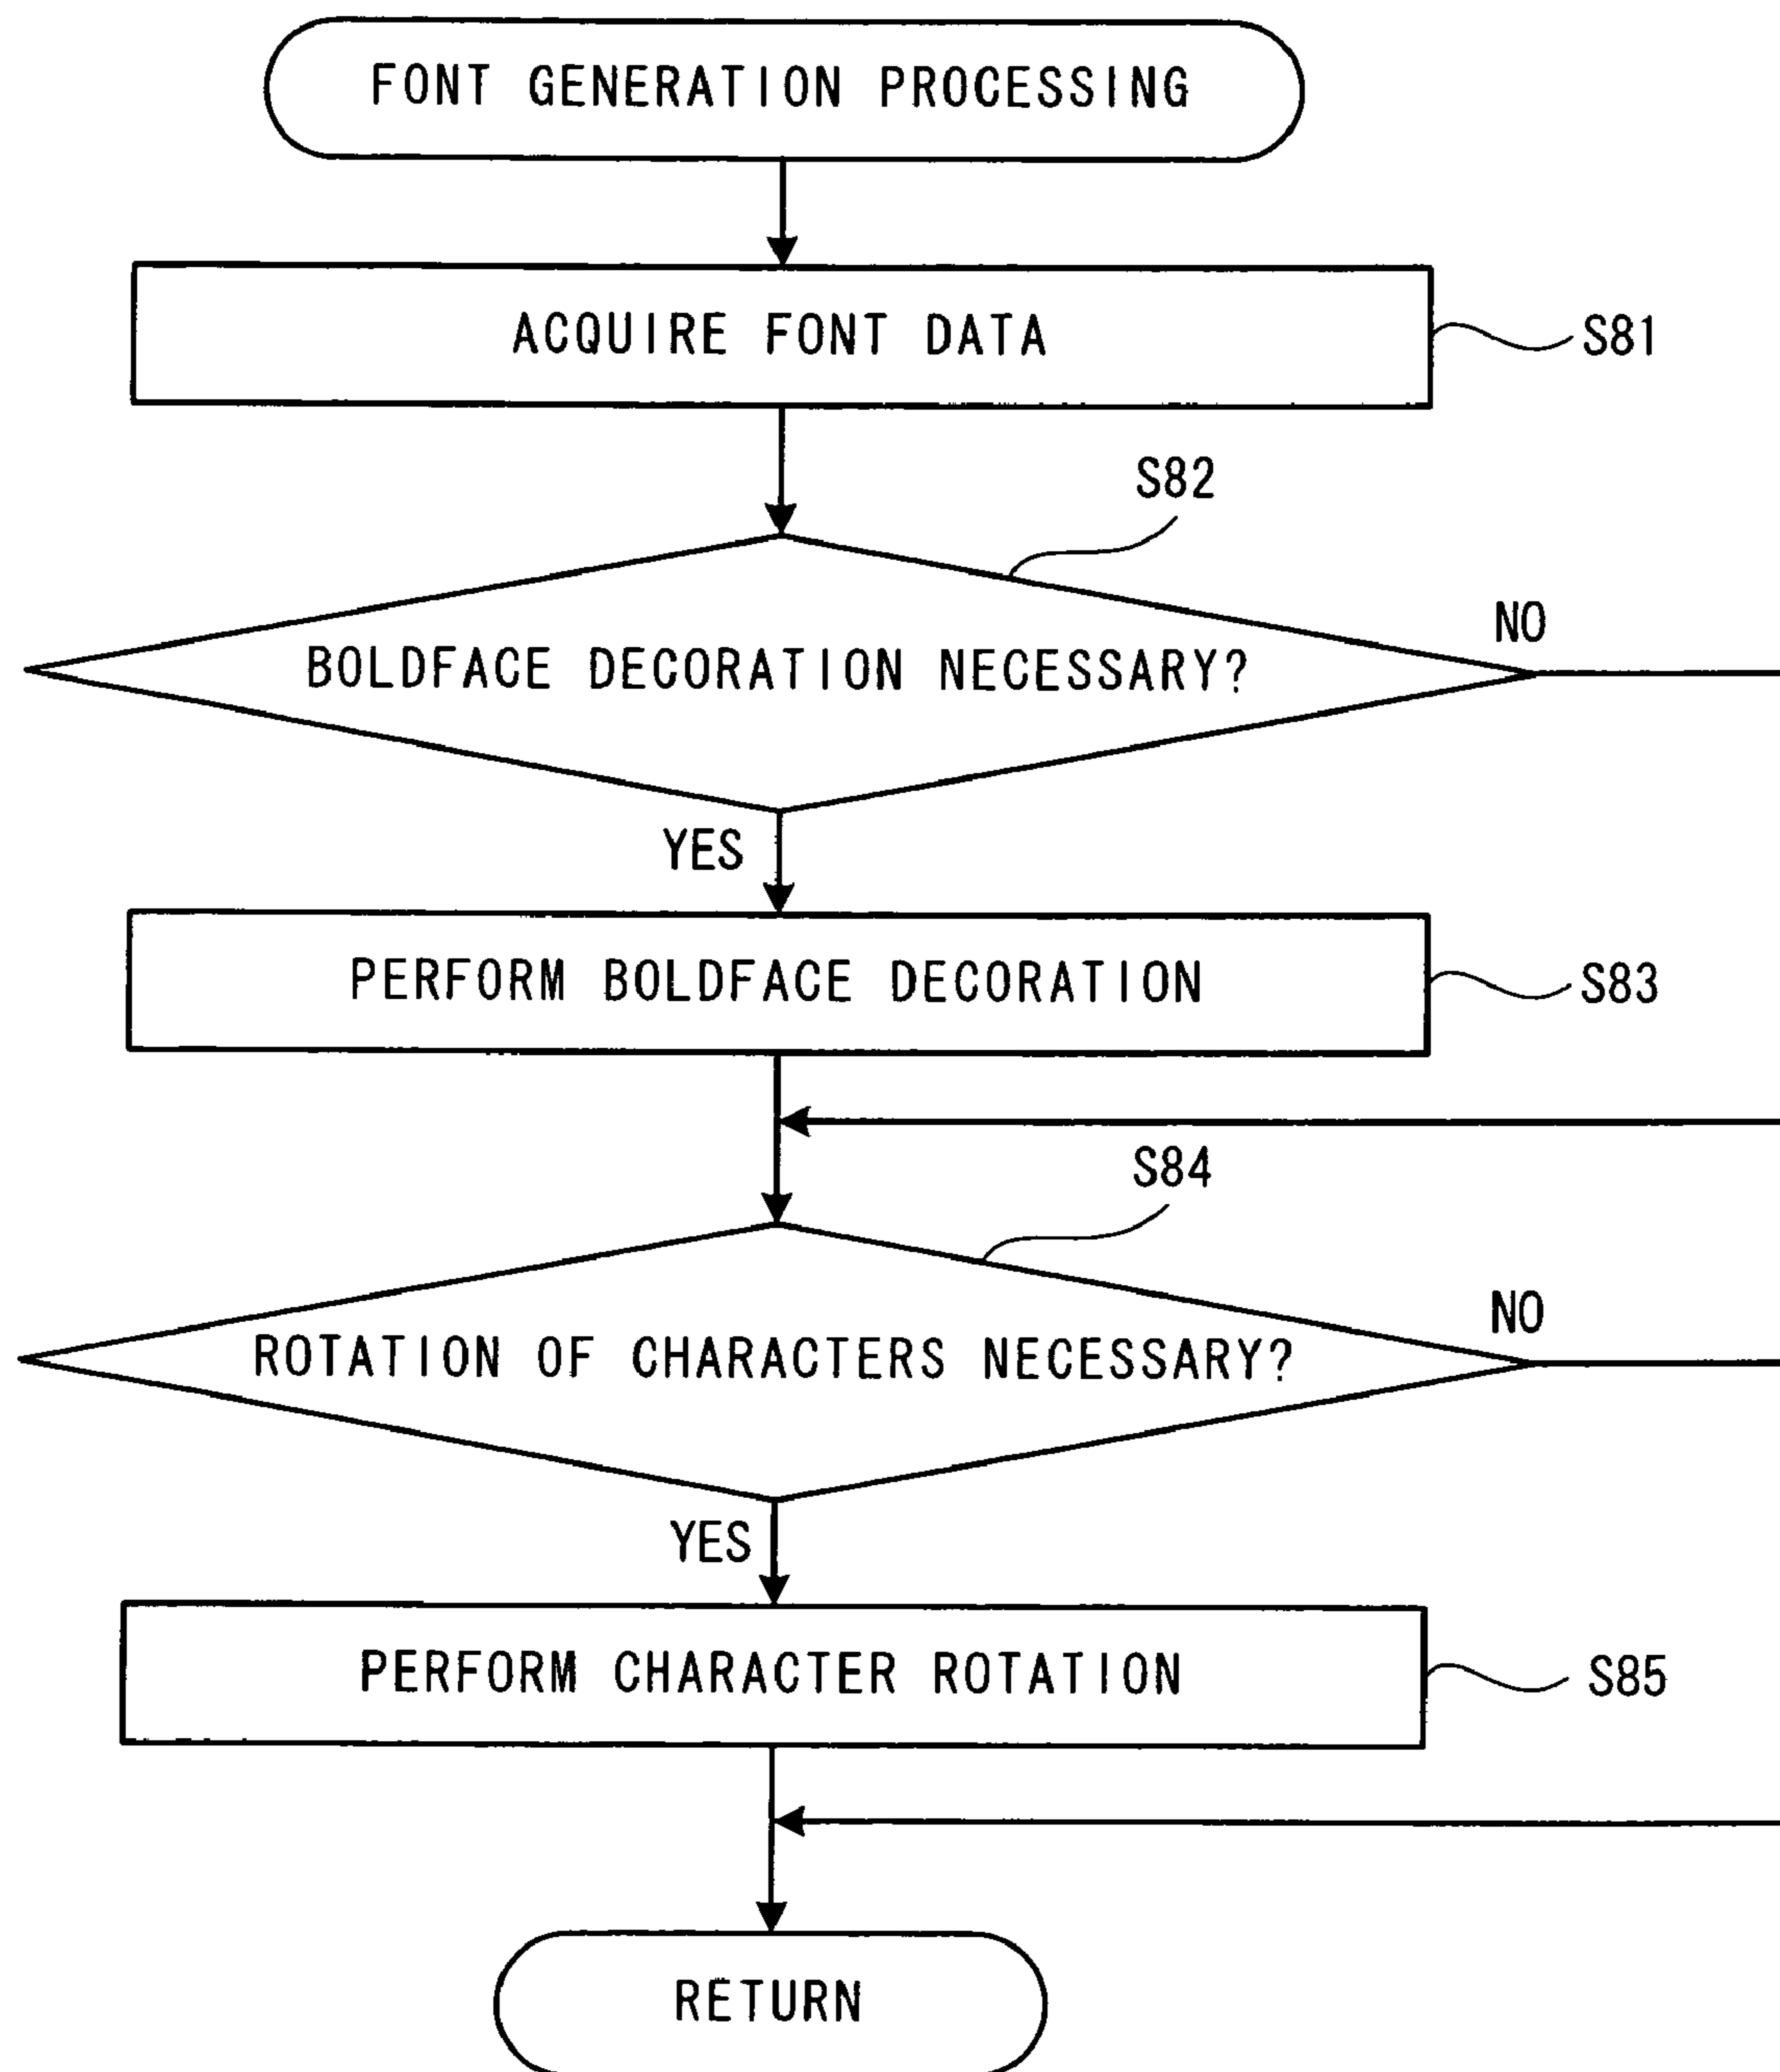 FONT GENERATION PROCESSING
ACQUIRE FONT DATA
S81
S82
BOLDFACE DECORATION NECESSARY?
NO
YES
PERFORM BOLDFACE DECORATION
S83
S84
ROTATION OF CHARACTERS NECESSARY?
NO
YES
PERFORM CHARACTER ROTATION
S85
RETURN